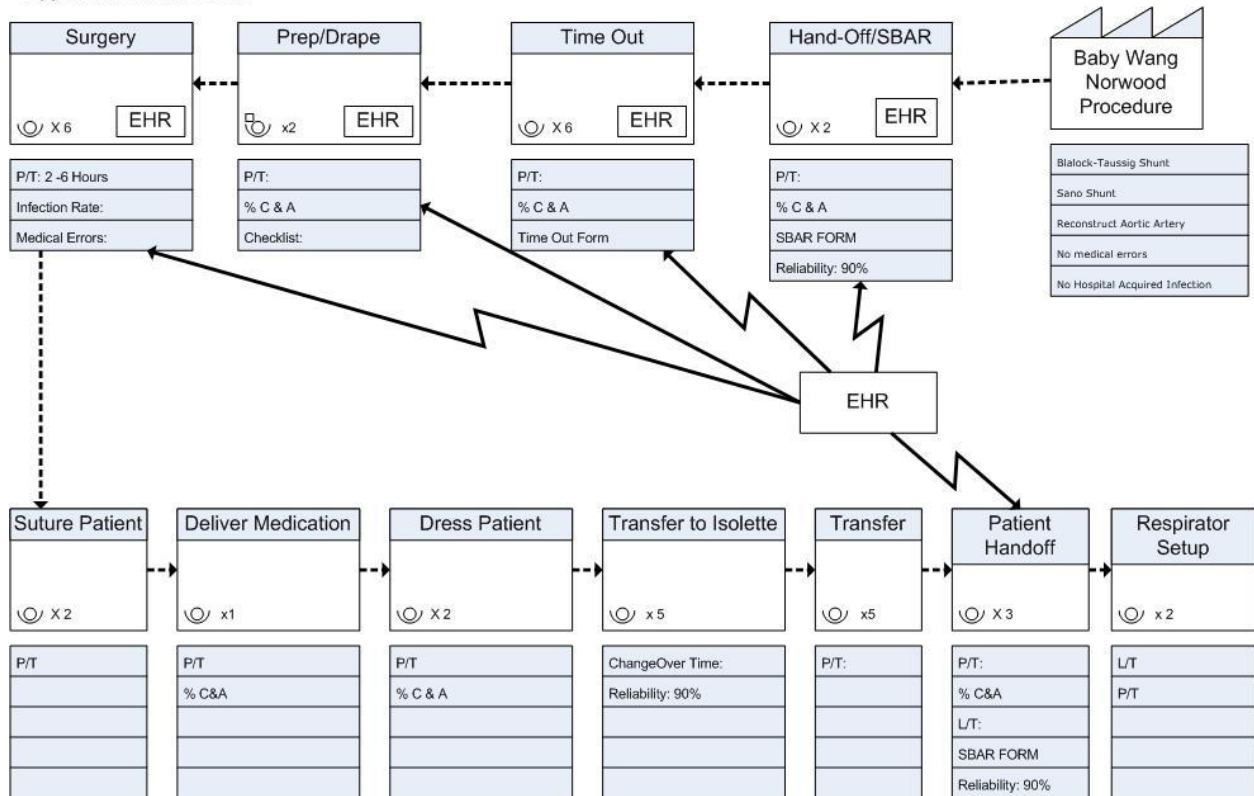 Surgery
X 6
EHR
P/T: 2 -6 Hours
Infection Rate:
Medical Errors:
Prep/Drape
x2
EHR
P/T:
% C & A
Checklist:
Time Out
X 6
EHR
P/T:
% C & A
Time Out Form
Hand-Off/SBAR
X 2
EHR
P/T:
% C & A
SBAR FORM
Reliability: 90%
Baby Wang
Norwood
Procedure
Blalock-Taussig Shunt
Sano Shunt
Reconstruct Aortic Artery
No medical errors
No Hospital Acquired Infection
EHR
Suture Patient
X 2
P/T
Deliver Medication
x1
P/T
% C&A
Dress Patient
X 2
P/T
% C & A
Transfer to Isolette
x 5
ChangeOver Time:
Reliability: 90%
Transfer
x5
P/T:
Patient
Handoff
X 3
P/T:
% C&A
L/T:
SBAR FORM
Reliability: 90%
Respirator
Setup
x 2
L/T
P/T